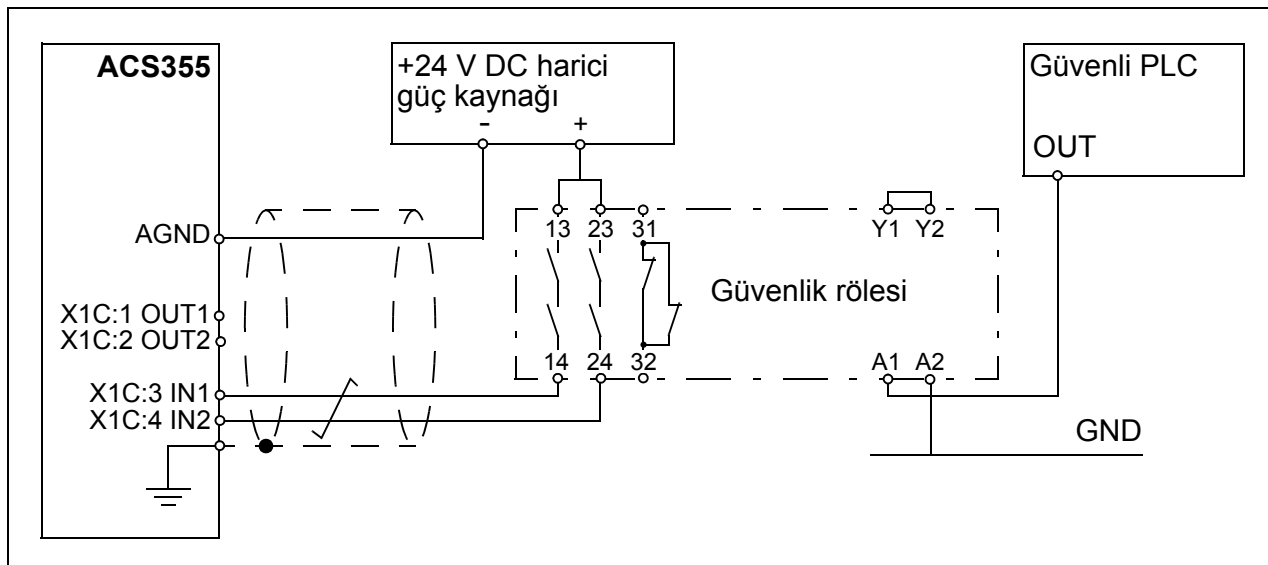 ACS355
+24 V DC harici
güç kaynağı
- +
Güvenli PLC
OUT
AGND
13 23 31
Y1 Y2
Güvenlik rölesi
X1C:1 OUT1
X1C:2 OUT2
14 24 32
A1 A2
X1C:3 IN1
X1C:4 IN2
GND